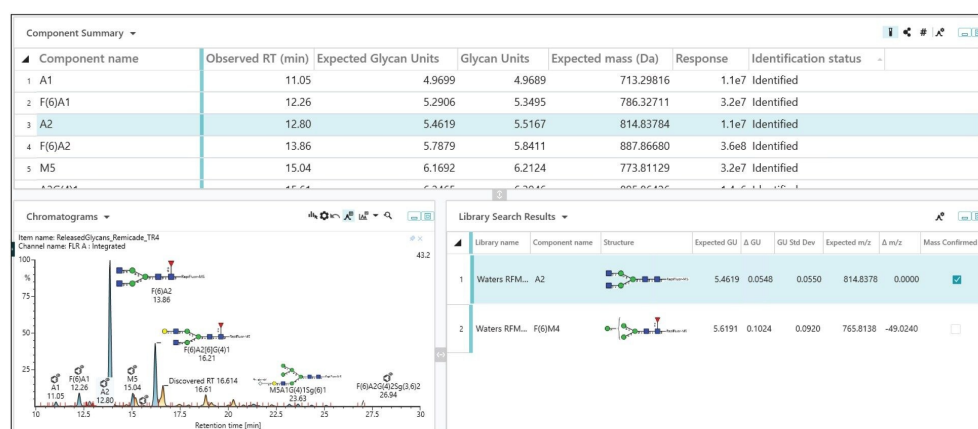 Component Summary
Component name Observed RT (min) Expected Glycan Units Glycan Units Expected mass (Da) Response Identification status
1 A1 11.05 4.9699 4.9689 713.29816 1.1e7 Identified
2 F(6)A1 12.26 5.2906 5.3495 786.32711 3.2e7 Identified
3 A2 12.80 5.4619 5.5167 814.83784 1.1e7 Identified
4 F(6)A2 13.86 5.7879 5.8411 887.86680 3.6e8 Identified
5 M5 15.04 6.1692 6.2124 773.81129 3.2e7 Identified
Chromatograms
Item name: ReleasedGlycans_Remicade_TR4
Channel name: FLR A : Integrated
43.2
100
%
75
50
25
F(6)A2
13.86
F(6)A2[6]G(4)1
16.21
A1
11.05
F(6)A1
12.26
A2
12.80
M5
15.04
Discovered RT 16.614
16.61
M5A1G(4)1Sg(6)1
23.63
F(6)A2G(4)2Sg(3,6)2
26.94
10 12.5 15 17.5 20 22.5 25 27.5 30
Retention time [min]
Library Search Results
Library name Component name Structure Expected GU Δ GU GU Std Dev Expected m/z Δ m/z Mass Confirmed
1 Waters RFM... A2 5.4619 0.0548 0.0550 814.8378 0.0000
2 Waters RFM... F(6)M4 5.6191 0.1024 0.0920 765.8138 -49.0240